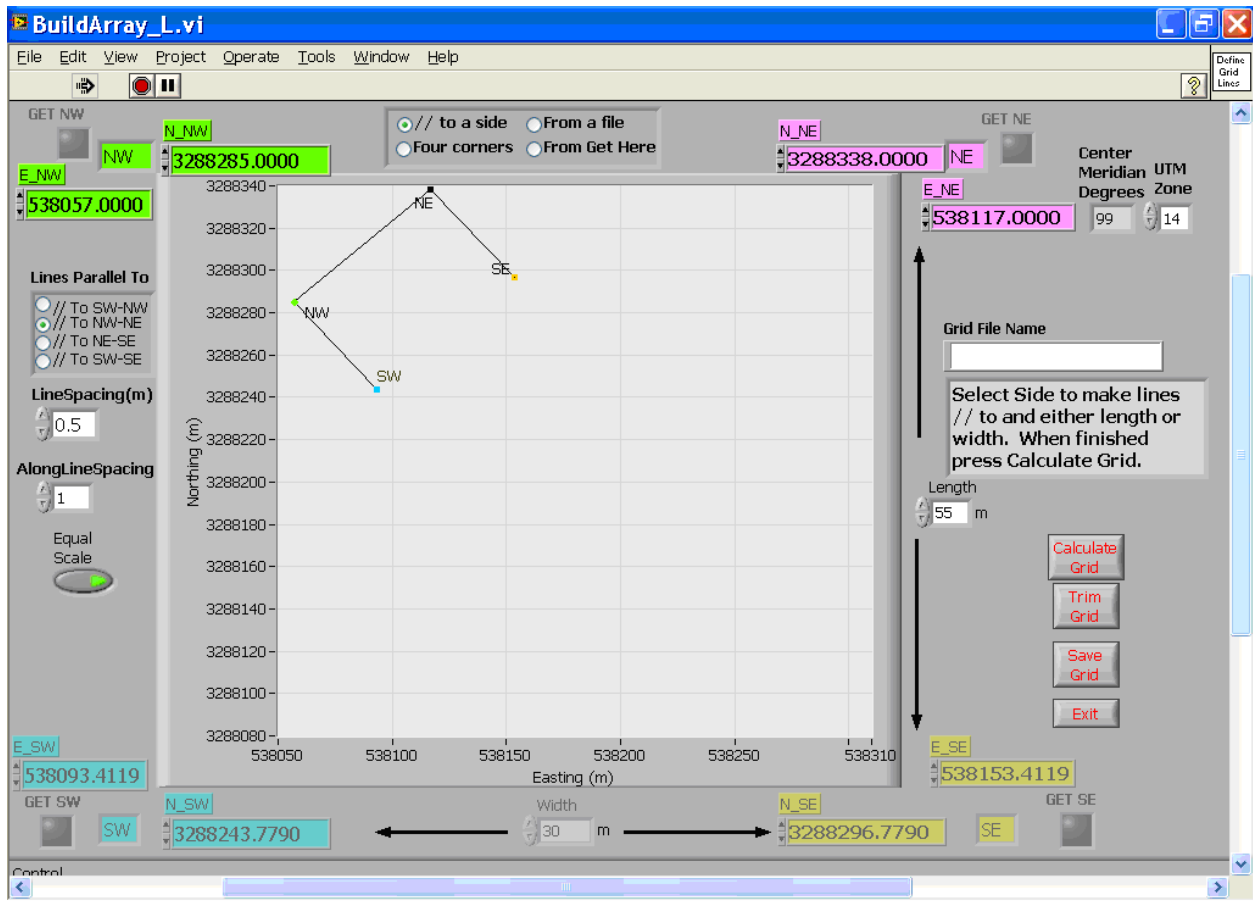 BuildArray_L.vi
File Edit View Project Operate Tools Window Help
Define
Grid
Lines
GET NW
N_NW
NW
3288285.0000
E_NW
538057.0000
// to a side From a file
Four corners From Get Here
N_NE
3288338.0000
NE
GET NE
E_NE
538117.0000
Center
Meridian
Degrees
99
UTM
Zone
14
Lines Parallel To
// To SW-NW
// To NW-NE
// To NE-SE
// To SW-SE
LineSpacing(m)
0.5
AlongLineSpacing
1
Equal
Scale
Northing (m)
3288340
3288320
3288300
3288280
3288260
3288240
3288220
3288200
3288180
3288160
3288140
3288120
3288100
3288080
NE
SE
NW
SW
538050 538100 538150 538200 538250 538310
Easting (m)
Grid File Name
Select Side to make lines
// to and either length or
width. When finished
press Calculate Grid.
Length
55 m
Calculate
Grid
Trim
Grid
Save
Grid
Exit
E_SW
538093.4119
GET SW
SW
N_SW
3288243.7790
Width
30 m
N_SE
3288296.7790
SE
E_SE
538153.4119
GET SE
Control